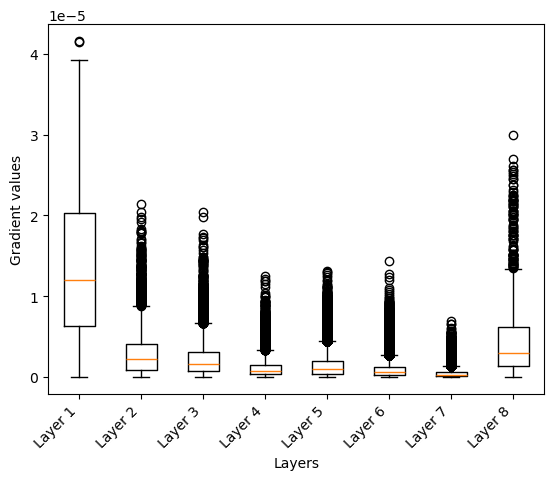 1e−5
4
3
2
1
0
Gradient values
Layer 1
Layer 2
Layer 3
Layer 4
Layer 5
Layer 6
Layer 7
Layer 8
Layers